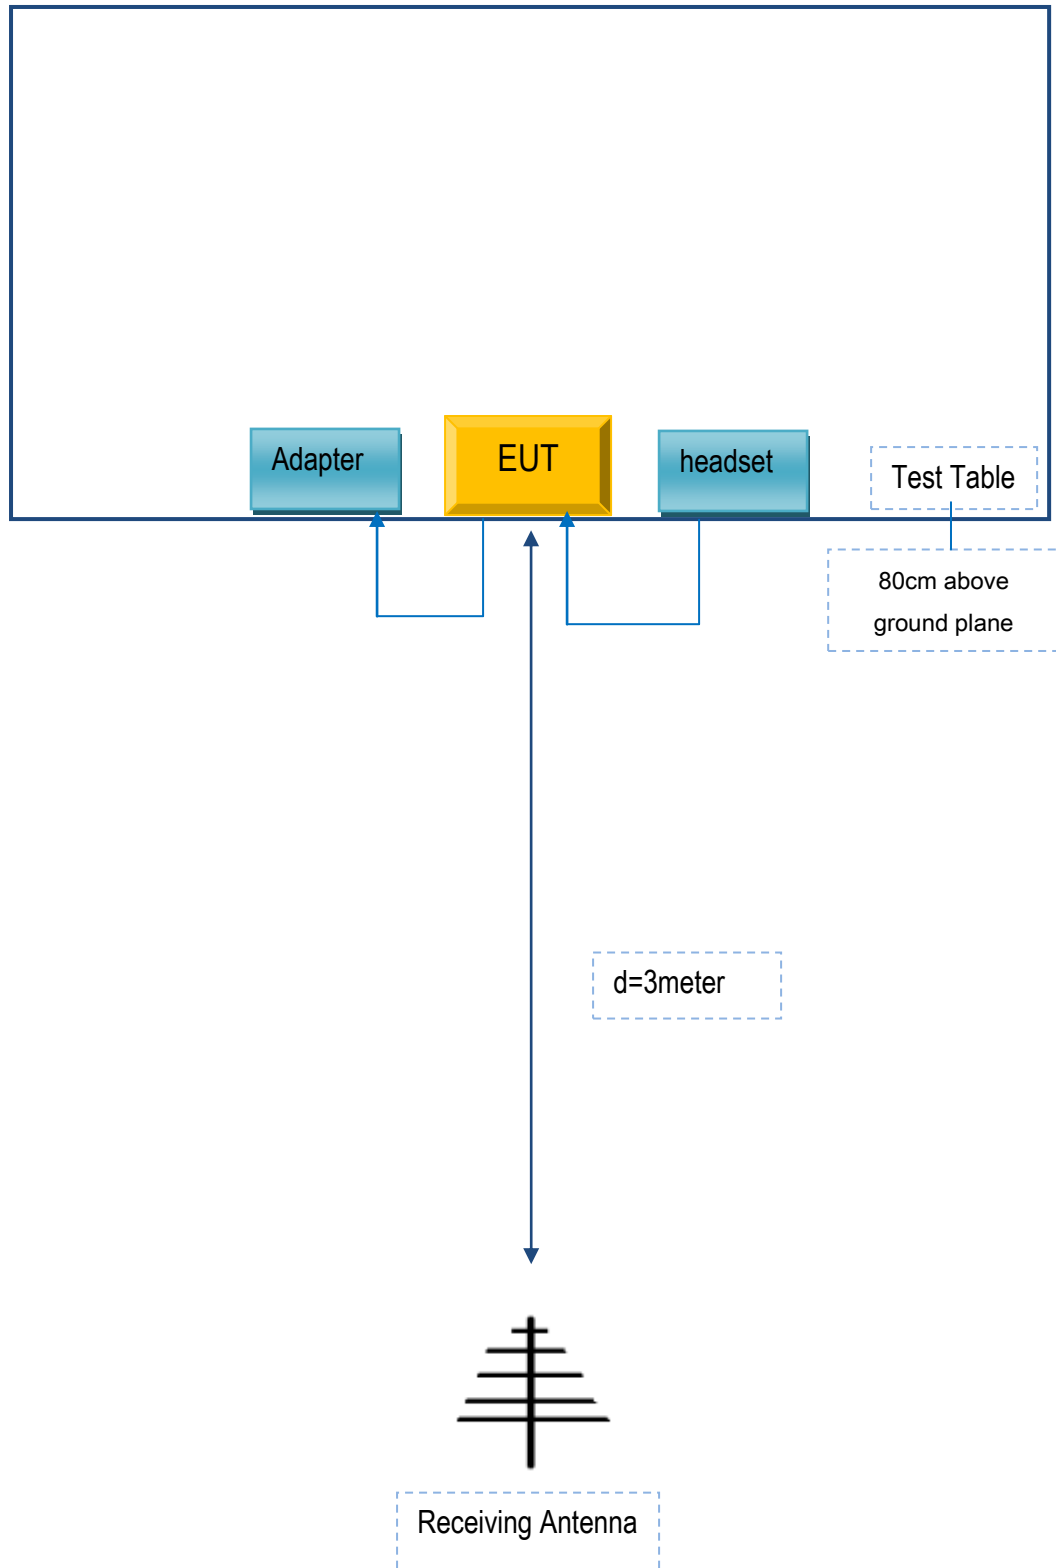 Adapter
EUT
headset
Test Table
80cm above
ground plane
d=3meter
Receiving Antenna